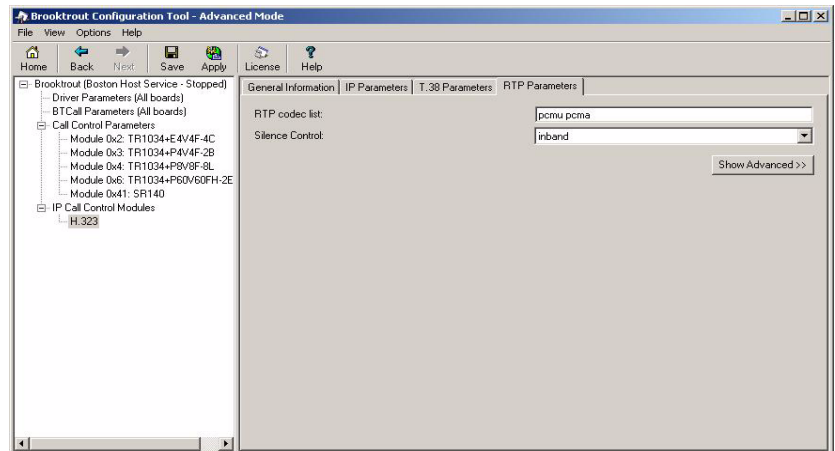 Brooktrout Configuration Tool - Advanced Mode
File View Options Help
Home Back Next Save Apply License Help
Brooktrout (Boston Host Service - Stopped)
Driver Parameters (All boards)
BTCall Parameters (All boards)
Call Control Parameters
Module 0x2: TR1034+E4V4F-4C
Module 0x3: TR1034+P4V4F-2B
Module 0x4: TR1034+P8V8F-8L
Module 0x6: TR1034+P60V60FH-2E
Module 0x41: SR140
IP Call Control Modules
H.323
General Information IP Parameters T.38 Parameters RTP Parameters
RTP codec list: pcmu pcma
Silence Control: inband
Show Advanced >>